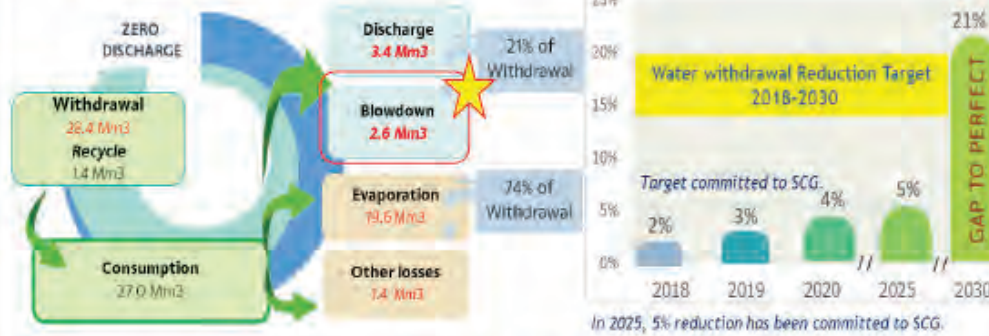 ZERO
DISCHARGE
Withdrawal
28.4 Mm3
Recycle
1.4 Mm3
Consumption
27.0 Mm3
Discharge
3.4 Mm3
Blowdown
2.6 Mm3
21% of
Withdrawal
Evaporation
19.6 Mm3
74% of
Withdrawal
Other losses
1.4 Mm3
25%
20%
15%
10%
5%
0%
Water withdrawal Reduction Target
2018-2030
Target committed to SCG.
2%
3%
4%
5%
21%
GAP TO PERFECT
//
//
2018
2019
2020
2025
2030
In 2025, 5% reduction has been committed to SCG.